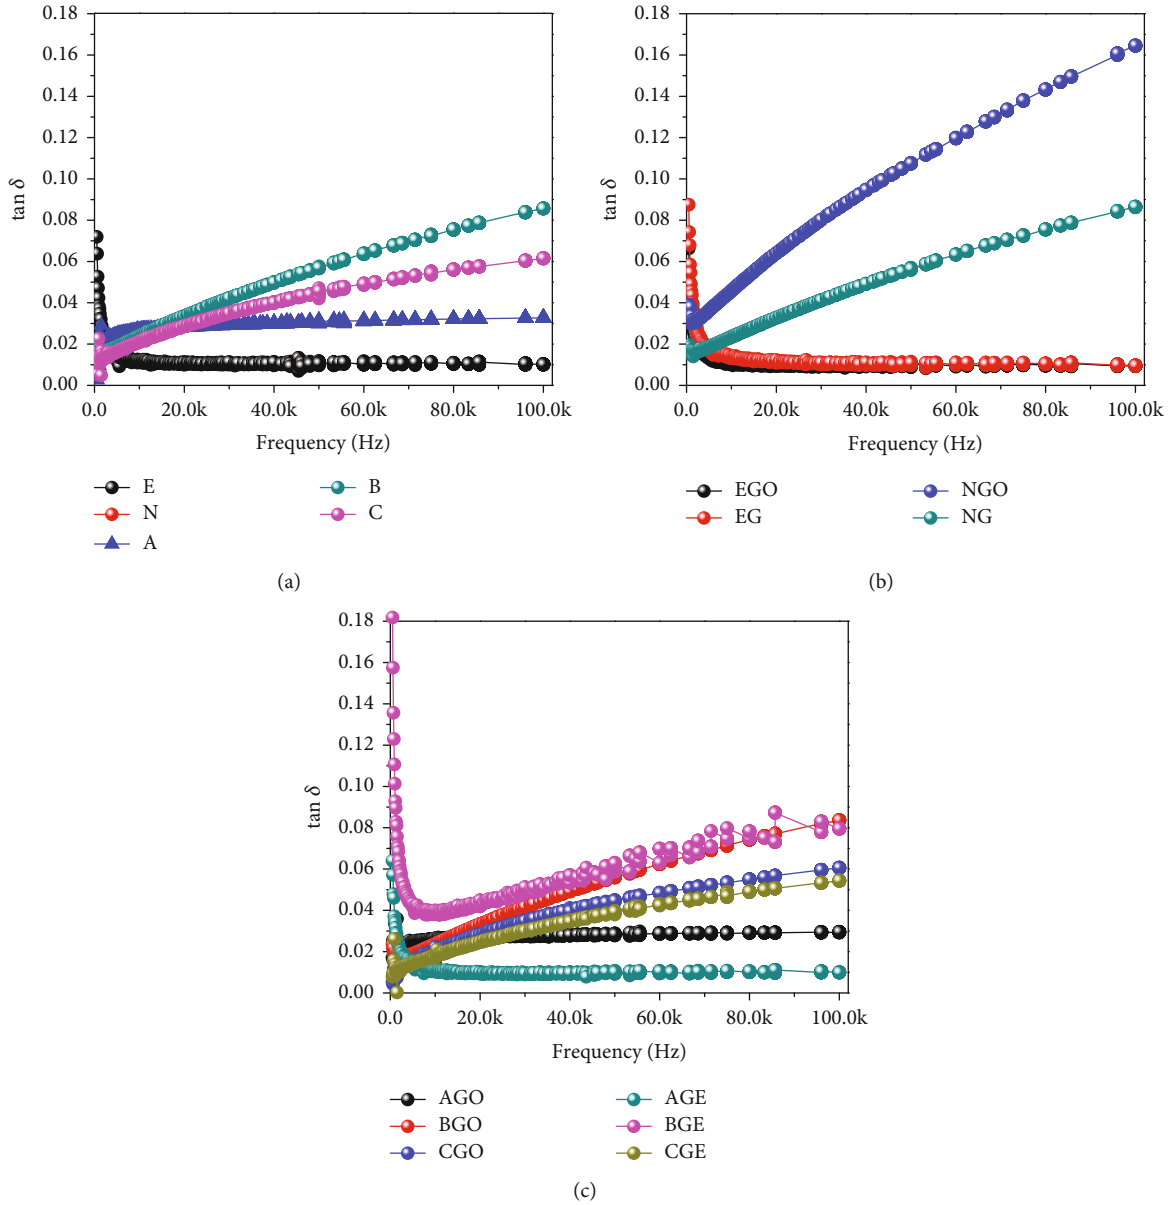 0.18
0.16
0.14
0.12
0.10
0.08
0.06
0.04
0.02
0.00
tan δ
0.0 20.0k 40.0k 60.0k 80.0k 100.0k
Frequency (Hz)
E B
N C
A
(a)
0.18
0.16
0.14
0.12
0.10
0.08
0.06
0.04
0.02
0.00
tan δ
0.0 20.0k 40.0k 60.0k 80.0k 100.0k
Frequency (Hz)
EGO NGO
EG NG
(b)
0.18
0.16
0.14
0.12
0.10
0.08
0.06
0.04
0.02
0.00
tan δ
0.0 20.0k 40.0k 60.0k 80.0k 100.0k
Frequency (Hz)
AGO AGE
BGO BGE
CGO CGE
(c)